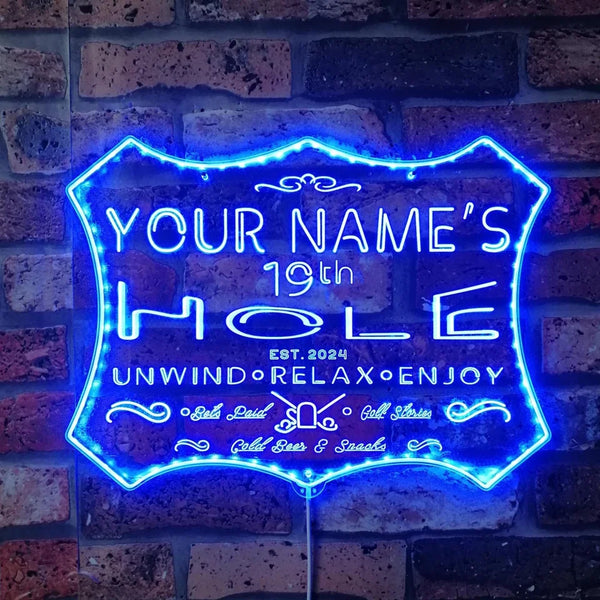 YOUR NAME'S
19th
HOLE
EST. 2024
UNWIND • RELAX • ENJOY
• Bets Paid • Golf Stories
Cold Beer & Snacks